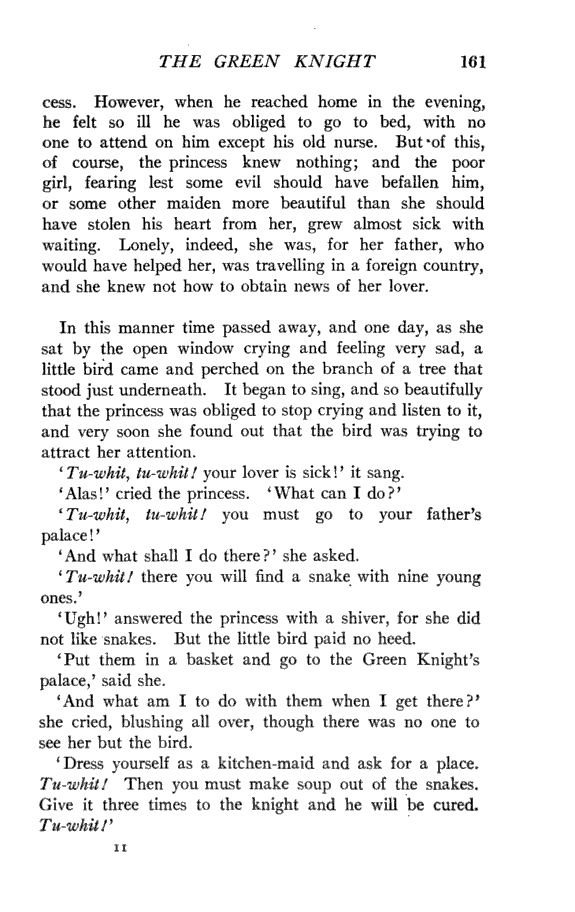 THE GREEN KNIGHT 161
cess. However, when he reached home in the evening,
he felt so ill he was obliged to go to bed, with no
one to attend on him except his old nurse. But of this,
of course, the princess knew nothing; and the poor
girl, fearing lest some evil should have befallen him,
or some other maiden more beautiful than she should
have stolen his heart from her, grew almost sick with
waiting. Lonely, indeed, she was, for her father, who
would have helped her, was travelling in a foreign country,
and she knew not how to obtain news of her lover.
In this manner time passed away, and one day, as she
sat by the open window crying and feeling very sad, a
little bird came and perched on the branch of a tree that
stood just underneath. It began to sing, and so beautifully
that the princess was obliged to stop crying and listen to it,
and very soon she found out that the bird was trying to
attract her attention.
‘Tu-whit, tu-whit! your lover is sick!’ it sang.
‘Alas!’ cried the princess. ‘What can I do?’
‘Tu-whit, tu-whit! you must go to your father’s
palace!’
‘And what shall I do there?’ she asked.
‘Tu-whit! there you will find a snake with nine young
ones.’
‘Ugh!’ answered the princess with a shiver, for she did
not like snakes. But the little bird paid no heed.
‘Put them in a basket and go to the Green Knight’s
palace,’ said she.
‘And what am I to do with them when I get there?’
she cried, blushing all over, though there was no one to
see her but the bird.
‘Dress yourself as a kitchen-maid and ask for a place.
Tu-whit! Then you must make soup out of the snakes.
Give it three times to the knight and he will be cured.
Tu-whit!’
11